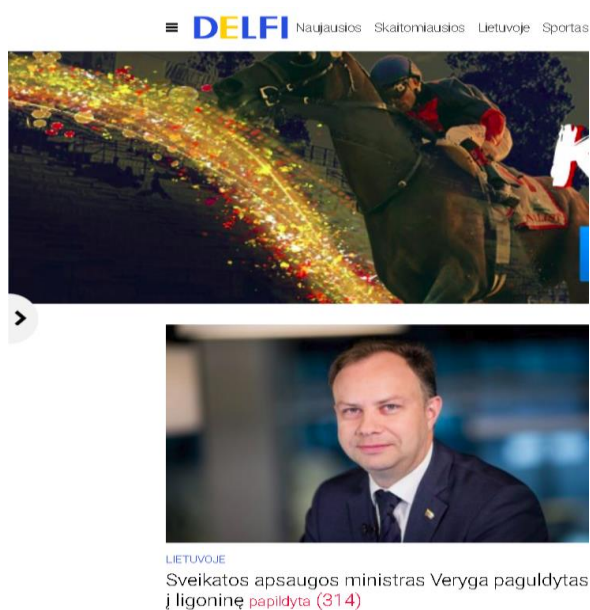 DELFI Naujausios Skaitomiausios Lietuvoje Sportas
LIETUVOJE
Sveikatos apsaugos ministras Veryga paguldytas
į ligoninę papildyta (314)